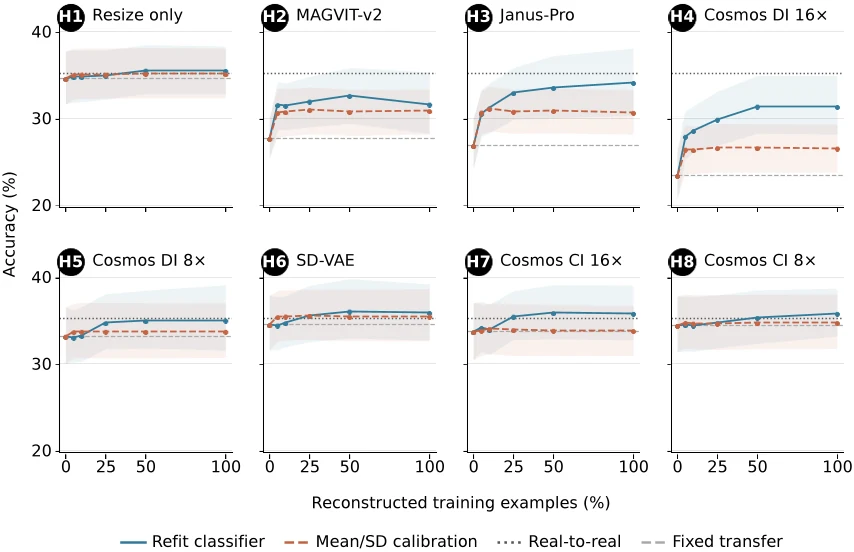 H1 Resize only
H2 MAGVIT-v2
H3 Janus-Pro
H4 Cosmos DI 16×
40
30
20
H5 Cosmos DI 8×
H6 SD-VAE
H7 Cosmos CI 16×
H8 Cosmos CI 8×
40
30
20
0 25 50 100
0 25 50 100
0 25 50 100
0 25 50 100
Accuracy (%)
Reconstructed training examples (%)
Refit classifier
Mean/SD calibration
Real-to-real
Fixed transfer